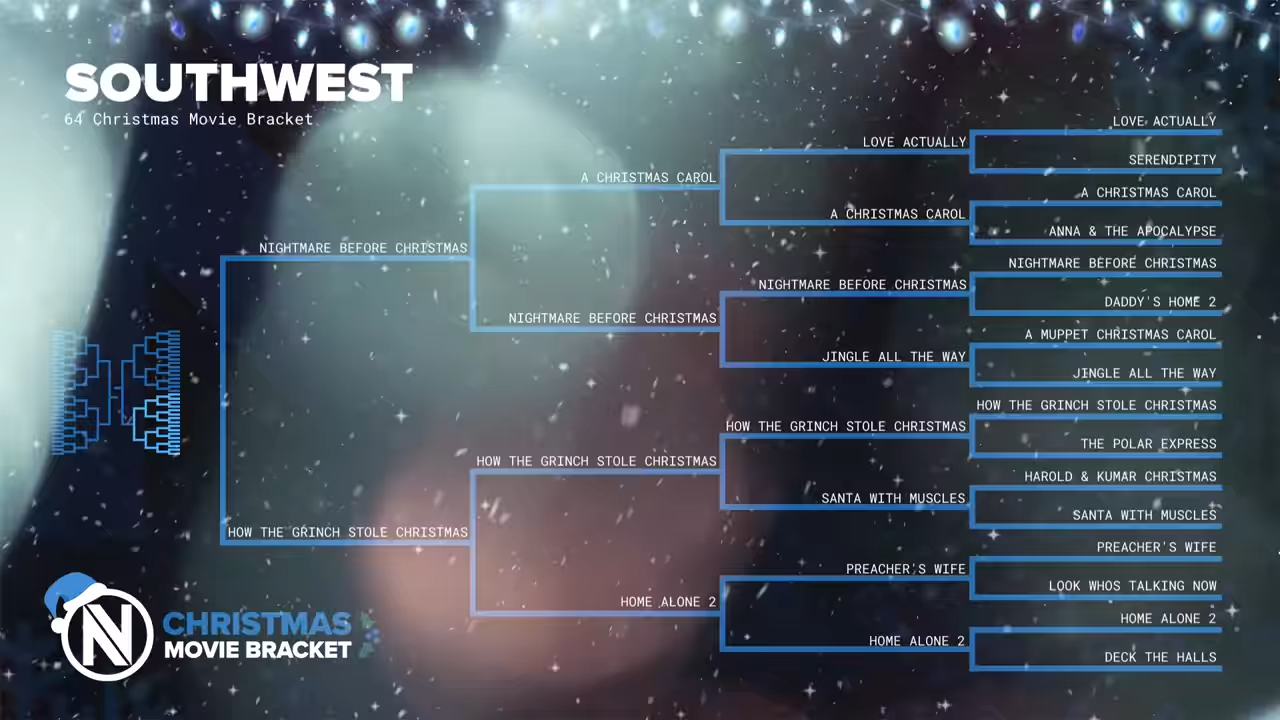 SOUTHWEST
64 Christmas Movie Bracket
LOVE ACTUALLY
SERENDIPITY
A CHRISTMAS CAROL
ANNA & THE APOCALYPSE
NIGHTMARE BEFORE CHRISTMAS
DADDY'S HOME 2
A MUPPET CHRISTMAS CAROL
JINGLE ALL THE WAY
HOW THE GRINCH STOLE CHRISTMAS
THE POLAR EXPRESS
HAROLD & KUMAR CHRISTMAS
SANTA WITH MUSCLES
PREACHER'S WIFE
LOOK WHOS TALKING NOW
HOME ALONE 2
DECK THE HALLS
LOVE ACTUALLY
A CHRISTMAS CAROL
NIGHTMARE BEFORE CHRISTMAS
JINGLE ALL THE WAY
HOW THE GRINCH STOLE CHRISTMAS
SANTA WITH MUSCLES
PREACHER'S WIFE
HOME ALONE 2
A CHRISTMAS CAROL
NIGHTMARE BEFORE CHRISTMAS
HOW THE GRINCH STOLE CHRISTMAS
HOME ALONE 2
NIGHTMARE BEFORE CHRISTMAS
HOW THE GRINCH STOLE CHRISTMAS
N
CHRISTMAS
MOVIE BRACKET